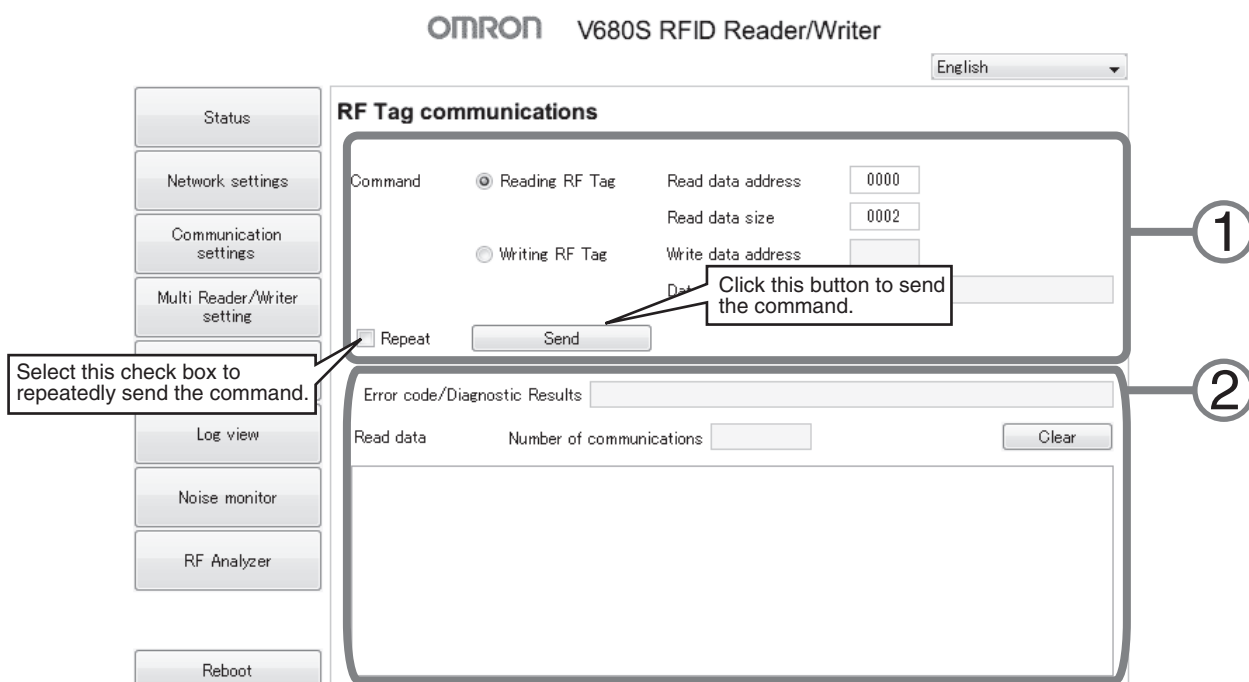 OMRON V680S RFID Reader/Writer
English
Status
Network settings
Communication
settings
Multi Reader/Writer
setting
Log view
Noise monitor
RF Analyzer
Reboot
RF Tag communications
Command
Reading RF Tag
Read data address 0000
Read data size 0002
Writing RF Tag
Write data address
Click this button to send
the command.
Repeat
Send
Select this check box to
repeatedly send the command.
1
Error code/Diagnostic Results
Read data
Number of communications
Clear
2